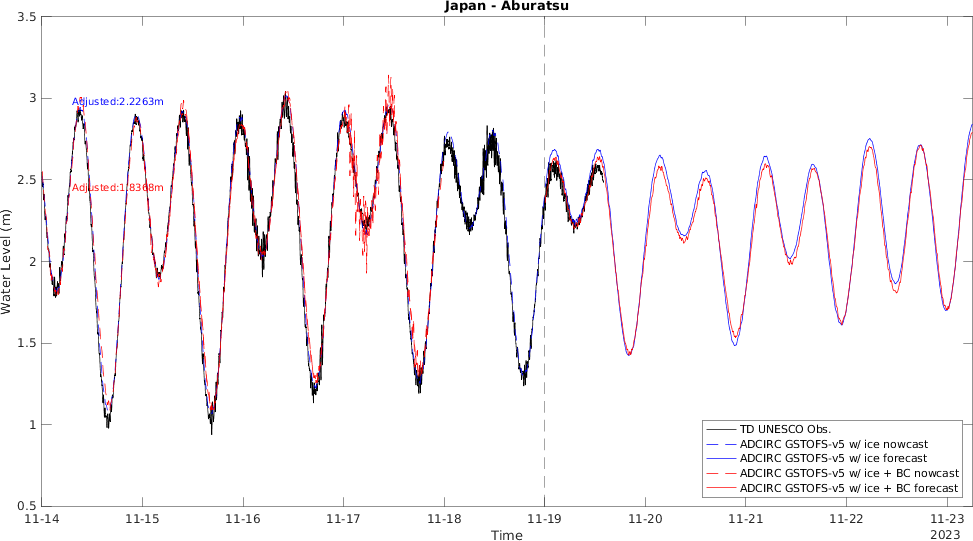 Japan - Aburatsu
3.5
3
2.5
2
1.5
1
0.5
Water Level (m)
Adjusted:2.2263m
Adjusted:1.8368m
TD UNESCO Obs.
ADCIRC GSTOFS-v5 w/ ice nowcast
ADCIRC GSTOFS-v5 w/ ice forecast
ADCIRC GSTOFS-v5 w/ ice + BC nowcast
ADCIRC GSTOFS-v5 w/ ice + BC forecast
11-14 11-15 11-16 11-17 11-18 11-19 11-20 11-21 11-22 11-23
Time
2023